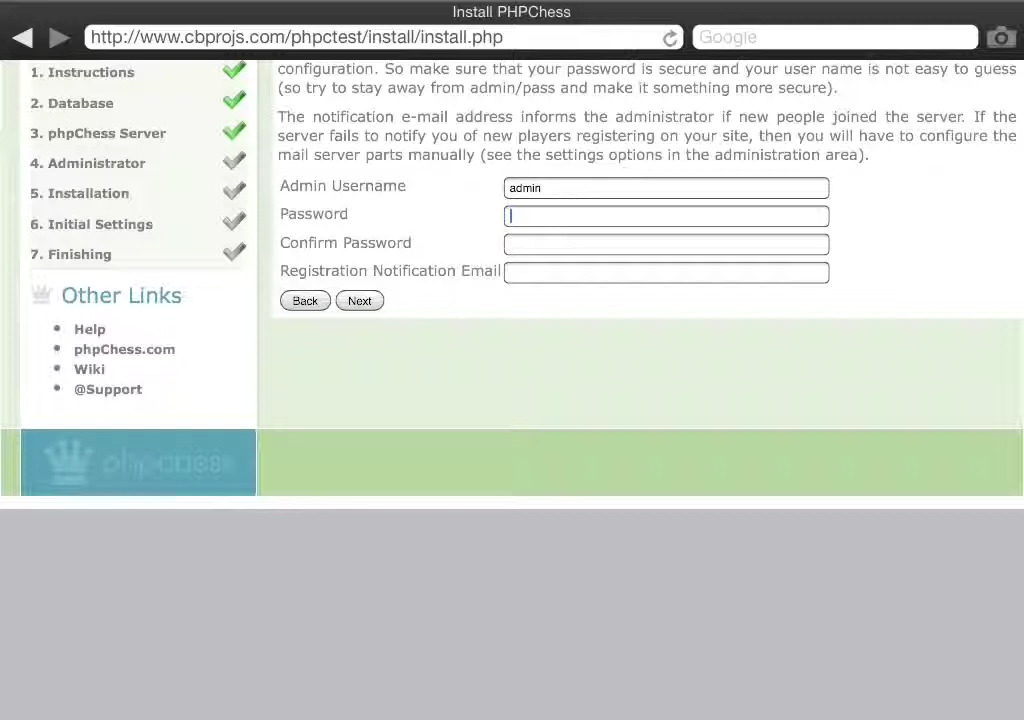 Install PHPChess
http://www.cbprojs.com/phpctest/install/install.php
Google
1. Instructions
2. Database
3. phpChess Server
4. Administrator
5. Installation
6. Initial Settings
7. Finishing
Other Links
Help
phpChess.com
Wiki
@Support
phpchess
configuration. So make sure that your password is secure and your user name is not easy to guess
(so try to stay away from admin/pass and make it something more secure).
The notification e-mail address informs the administrator if new people joined the server. If the
server fails to notify you of new players registering on your site, then you will have to configure the
mail server parts manually (see the settings options in the administration area).
Admin Username admin
Password
Confirm Password
Registration Notification Email
Back Next